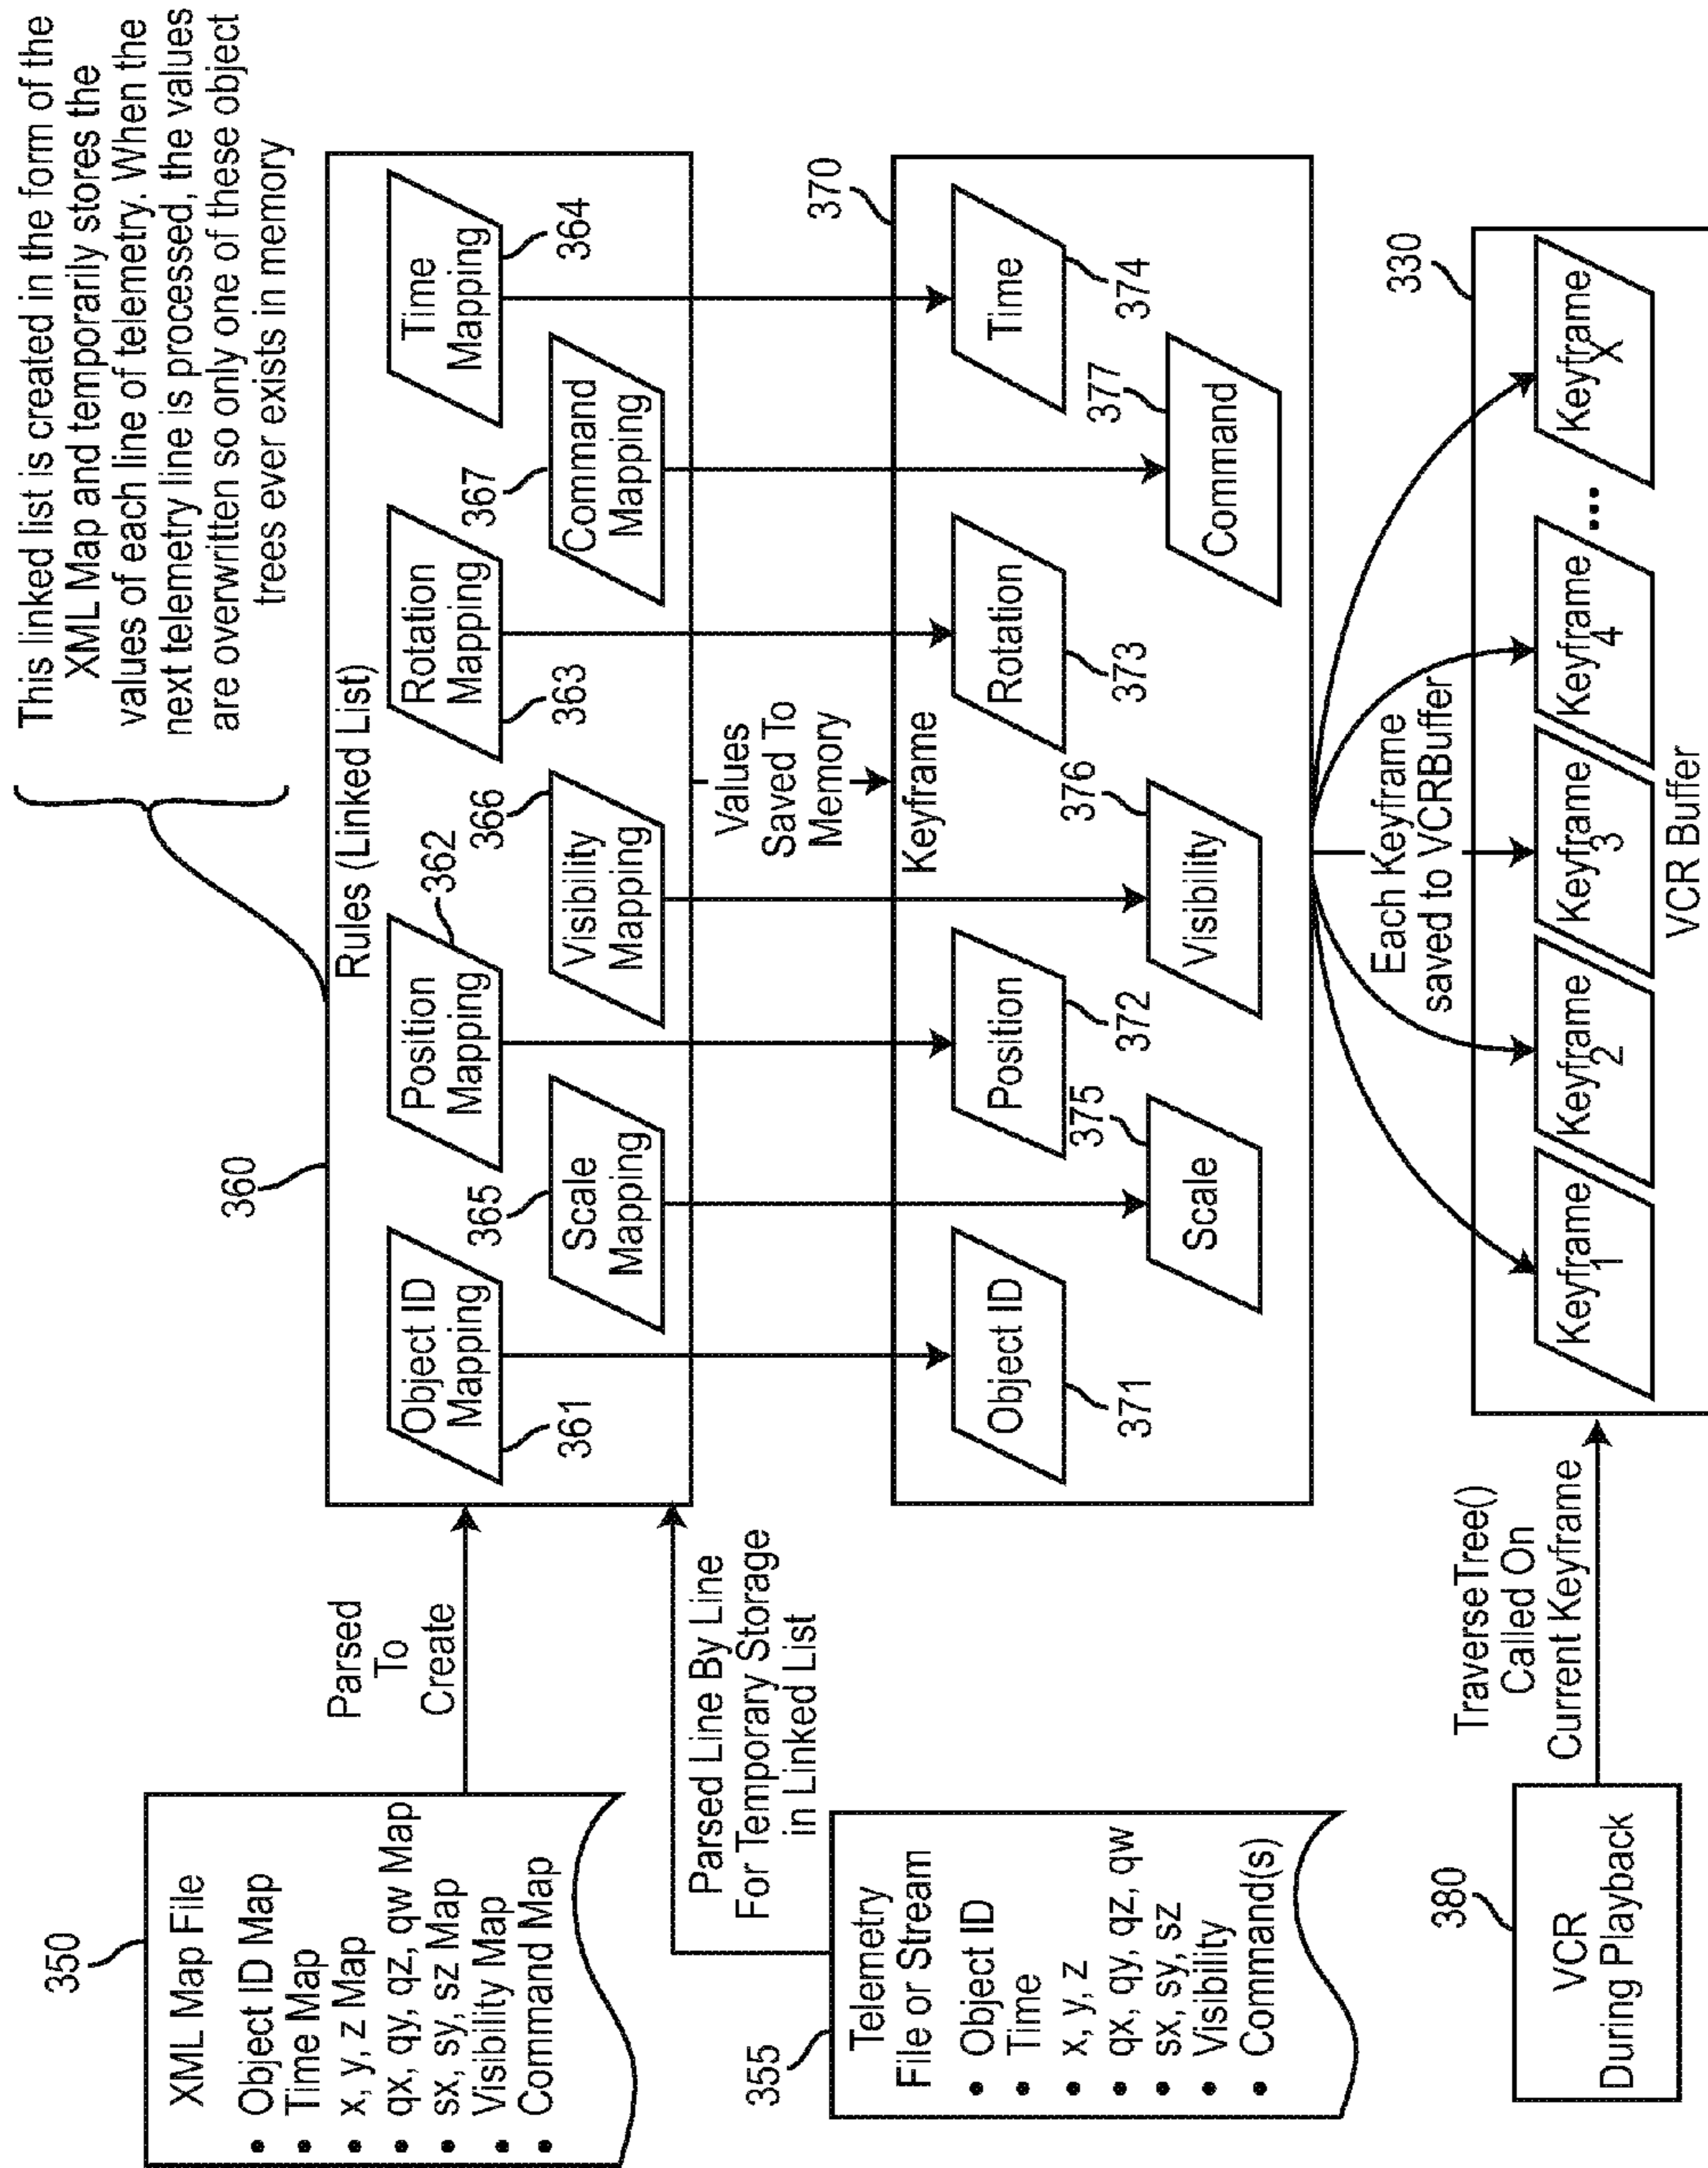 This linked list is created in the form of the
XML Map and temporarily stores the
values of each line of telemetry. When the
next telemetry line is processed, the values
are overwritten so only one of these object
trees ever exists in memory
350
XML Map File
• Object ID Map
• Time Map
• x, y, z Map
• qx, qy, qz, qw Map
• sx, sy, sz Map
• Visibility Map
• Command Map
Parsed
To
Create
360
Rules (Linked List)
Object ID
Mapping
361
Position
Mapping
362
Rotation
Mapping
363
Time
Mapping
364
365
Scale
Mapping
366
Visibility
Mapping
367
Command
Mapping
Parsed Line By Line
For Temporary Storage
in Linked List
355
Telemetry
File or Stream
• Object ID
• Time
• x, y, z
• qx, qy, qz, qw
• sx, sy, sz
• Visibility
• Command(s)
Values
Saved To
Memory
370
Keyframe
Object ID
371
Position
372
Rotation
373
Time
374
375
Scale
376
Visibility
377
Command
Each Keyframe
saved to VCRBuffer
380
VCR
During Playback
TraverseTree()
Called On
Current Keyframe
330
Keyframe
1
Keyframe
2
Keyframe
3
Keyframe
4
...
Keyframe
X
VCR Buffer